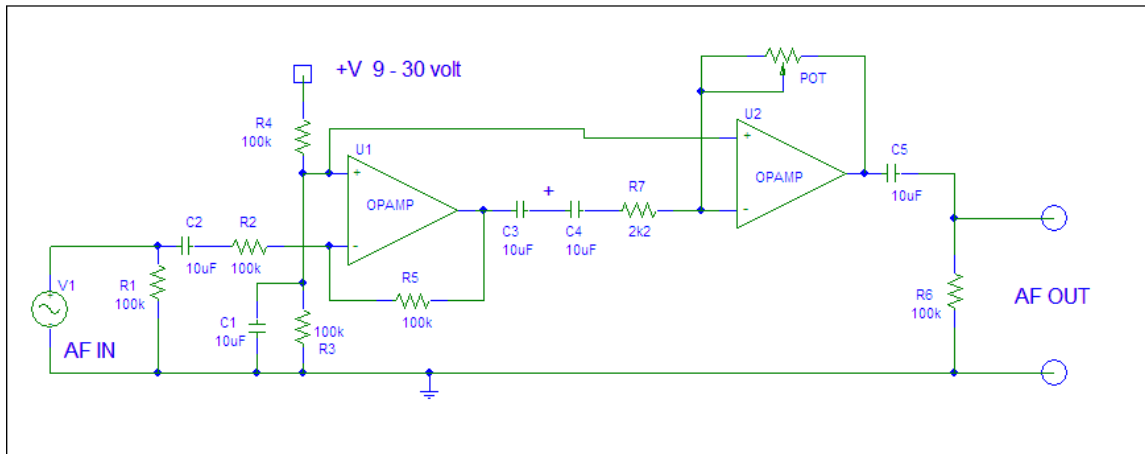 +V  9 - 30 volt
POT
R4
100k
U1
U2
+
+
OPAMP
OPAMP
C5
10uF
+
R7
C2
R2
C3
C4
2k2
10uF
10uF
-
-
10uF
100k
V1
R1
100k
R5
100k
R6
100k
AF OUT
AF IN
C1
10uF
100k
R3